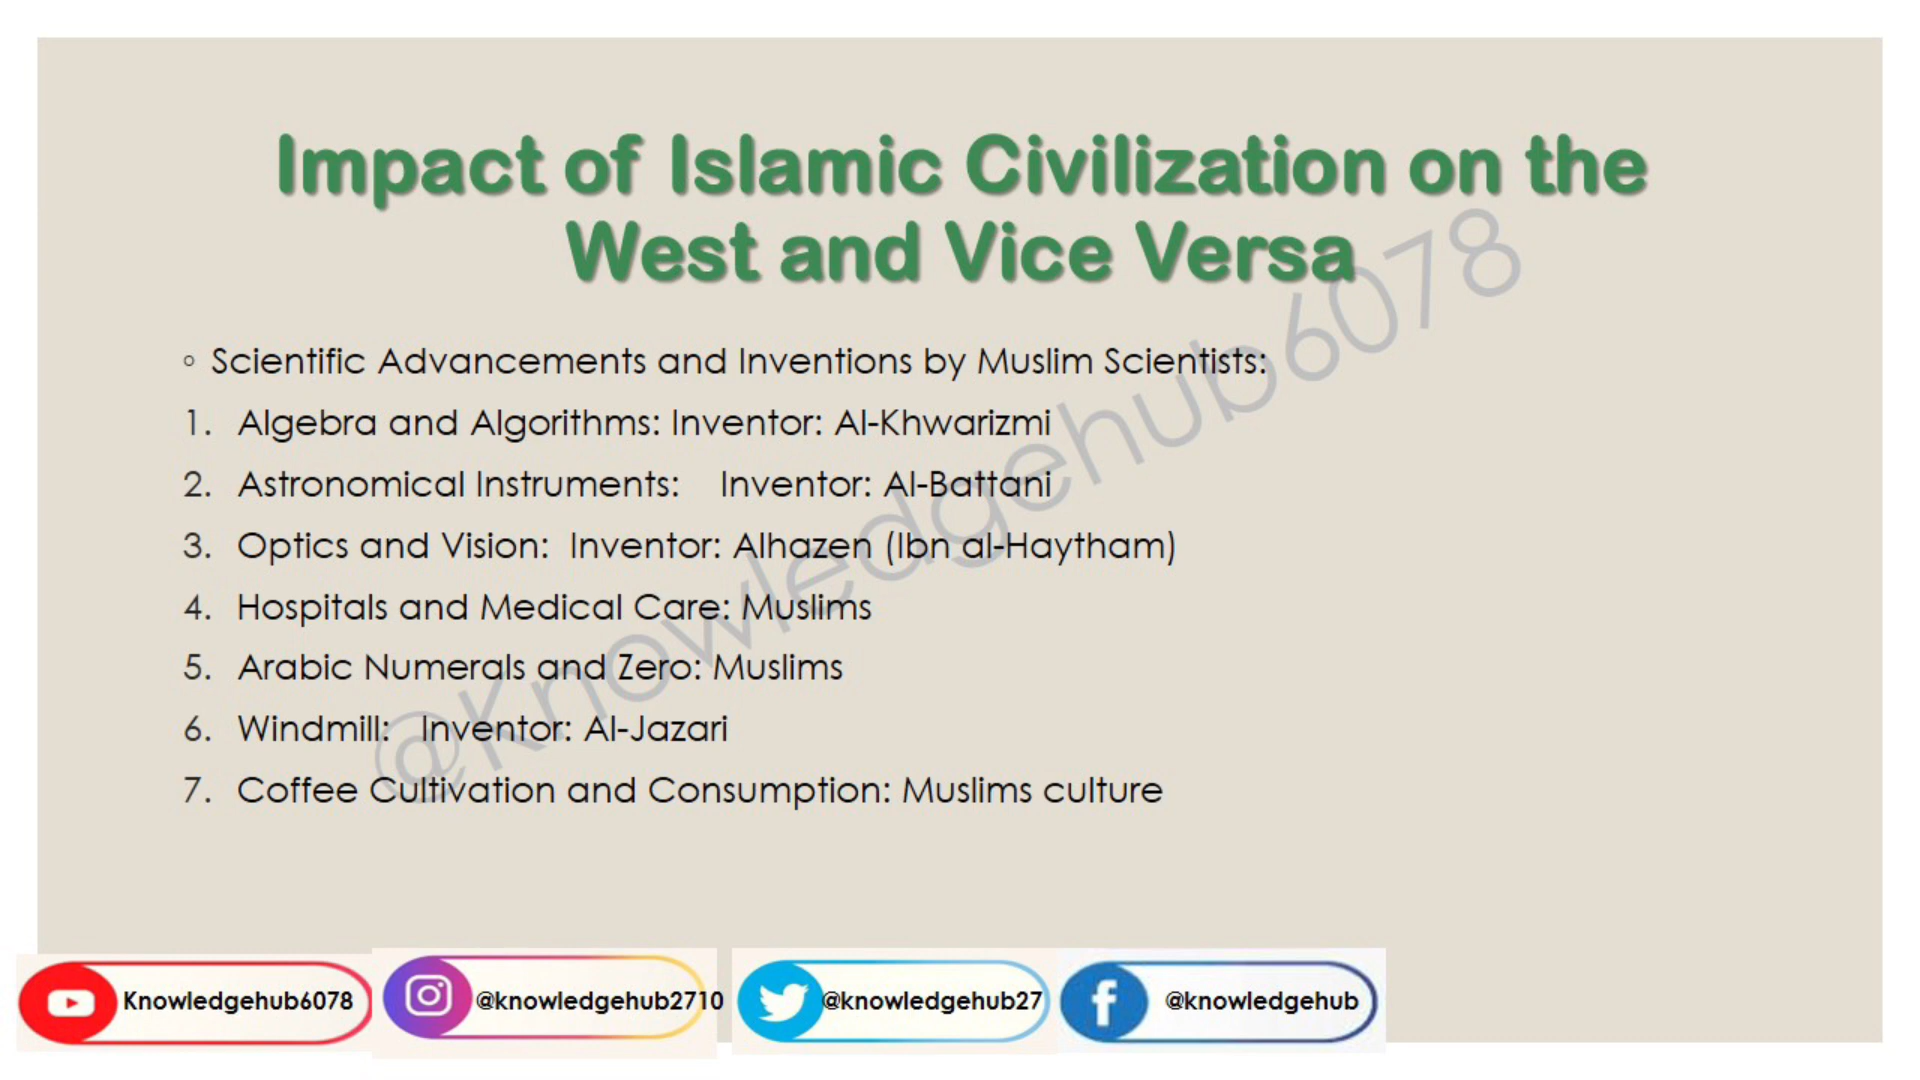 Impact of Islamic Civilization on the
West and Vice Versa
◦ Scientific Advancements and Inventions by Muslim Scientists:
1. Algebra and Algorithms: Inventor: Al-Khwarizmi
2. Astronomical Instruments: Inventor: Al-Battani
3. Optics and Vision: Inventor: Alhazen (Ibn al-Haytham)
4. Hospitals and Medical Care: Muslims
5. Arabic Numerals and Zero: Muslims
6. Windmill: Inventor: Al-Jazari
7. Coffee Cultivation and Consumption: Muslims culture
@Knowledgehub6078
Knowledgehub6078
@knowledgehub2710
@knowledgehub27
@knowledgehub